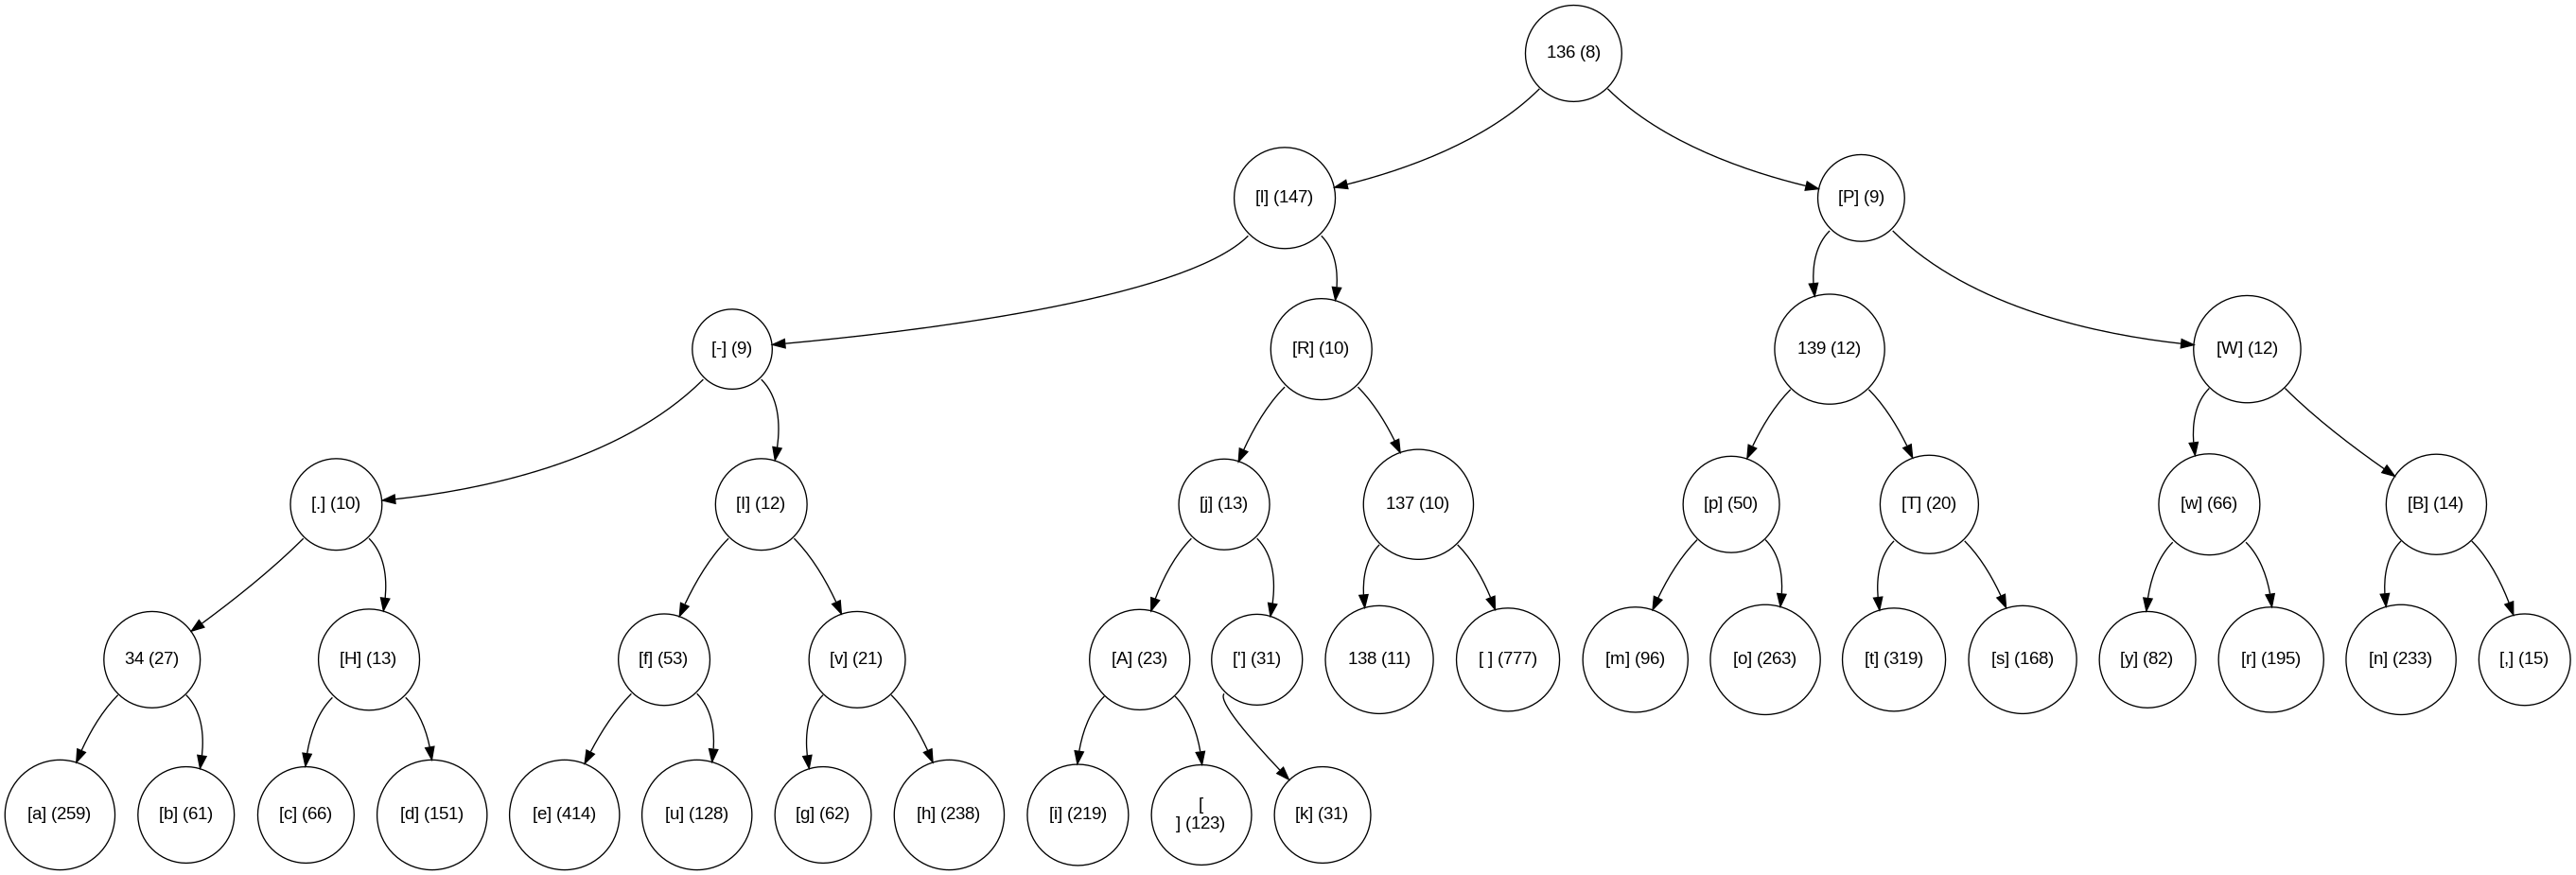 136 (8)
[l] (147)
[P] (9)
[-] (9)
[R] (10)
139 (12)
[W] (12)
[.] (10)
[I] (12)
[j] (13)
137 (10)
[p] (50)
[T] (20)
[w] (66)
[B] (14)
34 (27)
[H] (13)
[f] (53)
[v] (21)
[A] (23)
['] (31)
138 (11)
[ ] (777)
[m] (96)
[o] (263)
[t] (319)
[s] (168)
[y] (82)
[r] (195)
[n] (233)
[,] (15)
[a] (259)
[b] (61)
[c] (66)
[d] (151)
[e] (414)
[u] (128)
[g] (62)
[h] (238)
[i] (219)
[
] (123)
[k] (31)